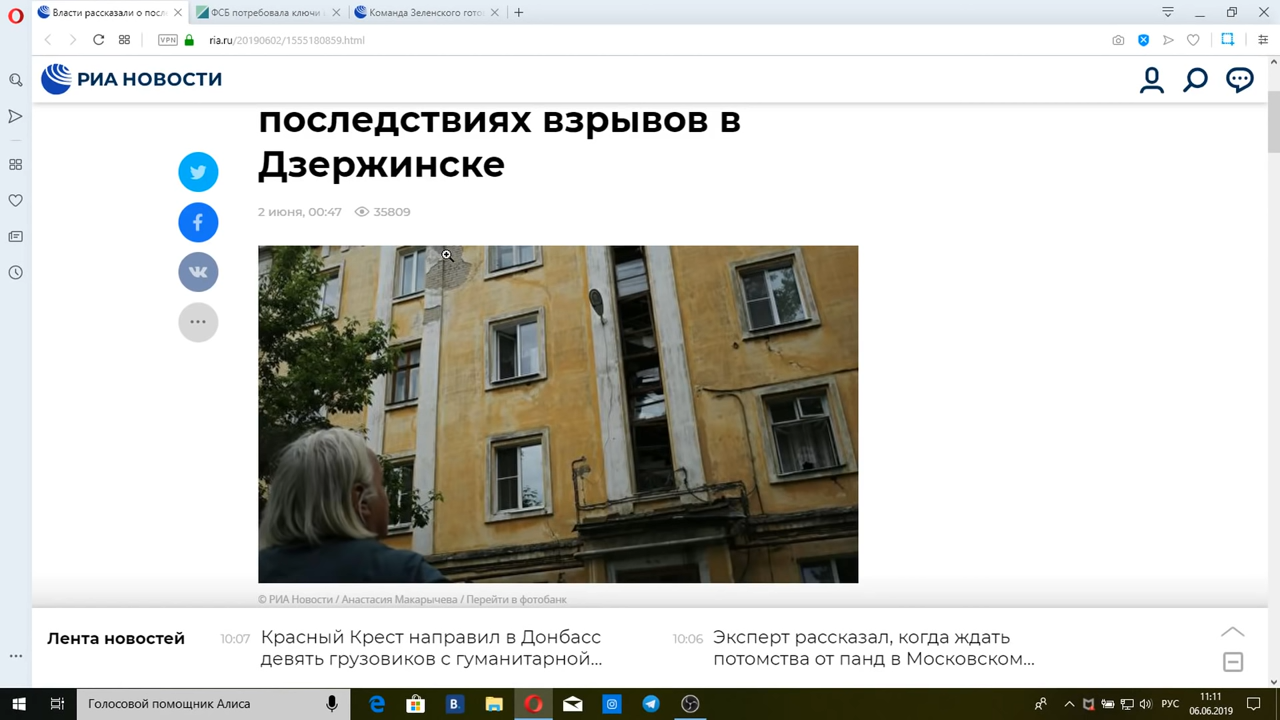 Власти рассказали о посл
ФСБ потребовала ключи
Команда Зеленского гото
VPN
ria.ru/20190602/1555180859.html
РИА НОВОСТИ
последствиях взрывов в
Дзержинске
2 июня, 00:47 35809
© РИА Новости / Анастасия Макарычева / Перейти в фотобанк
Лента новостей
10:07 Красный Крест направил в Донбасс
девять грузовиков с гуманитарной...
10:06 Эксперт рассказал, когда ждать
потомства от панд в Московском...
Голосовой помощник Алиса
РУС
11:11
06.06.2019